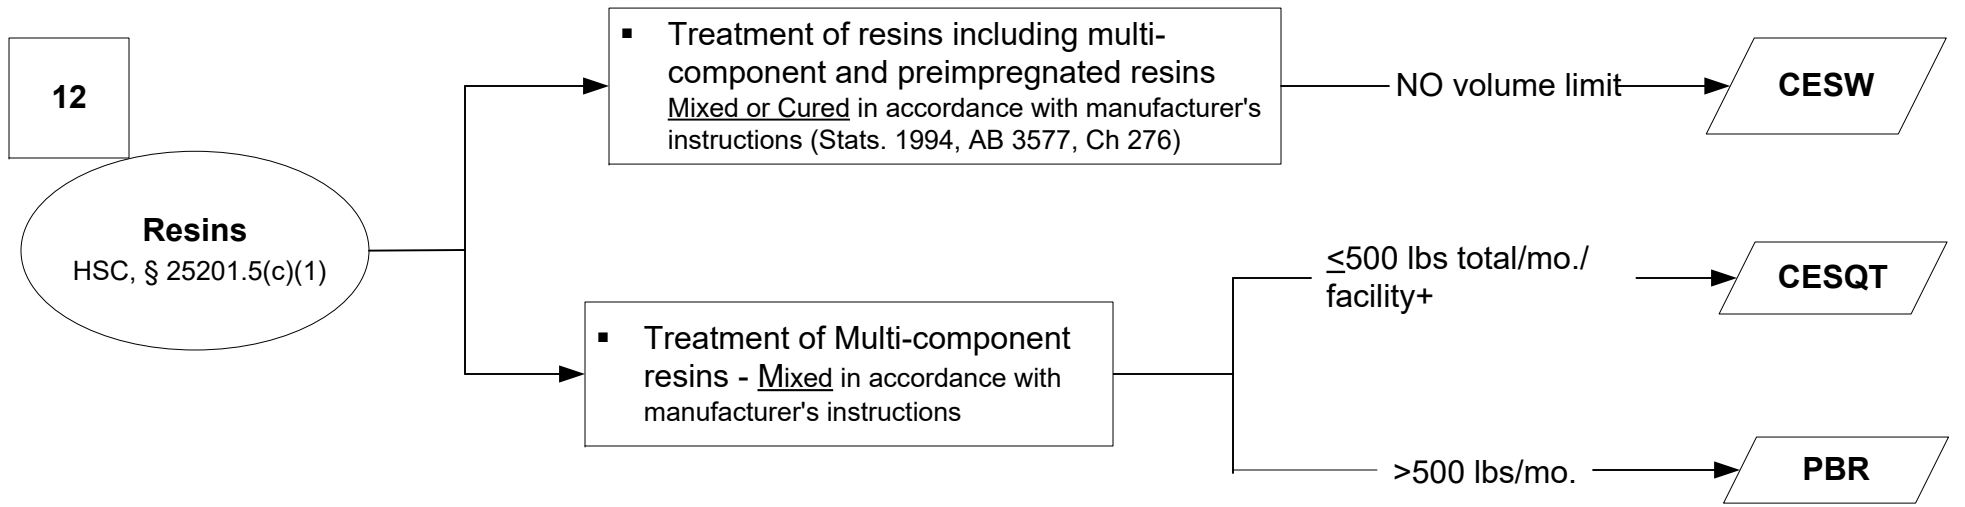 12
Resins
HSC, § 25201.5(c)(1)
▪ Treatment of resins including multi-
component and preimpregnated resins
Mixed or Cured in accordance with manufacturer's
instructions (Stats. 1994, AB 3577, Ch 276)
NO volume limit
CESW
▪ Treatment of Multi-component
resins - Mixed in accordance with
manufacturer's instructions
≤500 lbs total/mo./
facility+
CESQT
>500 lbs/mo.
PBR